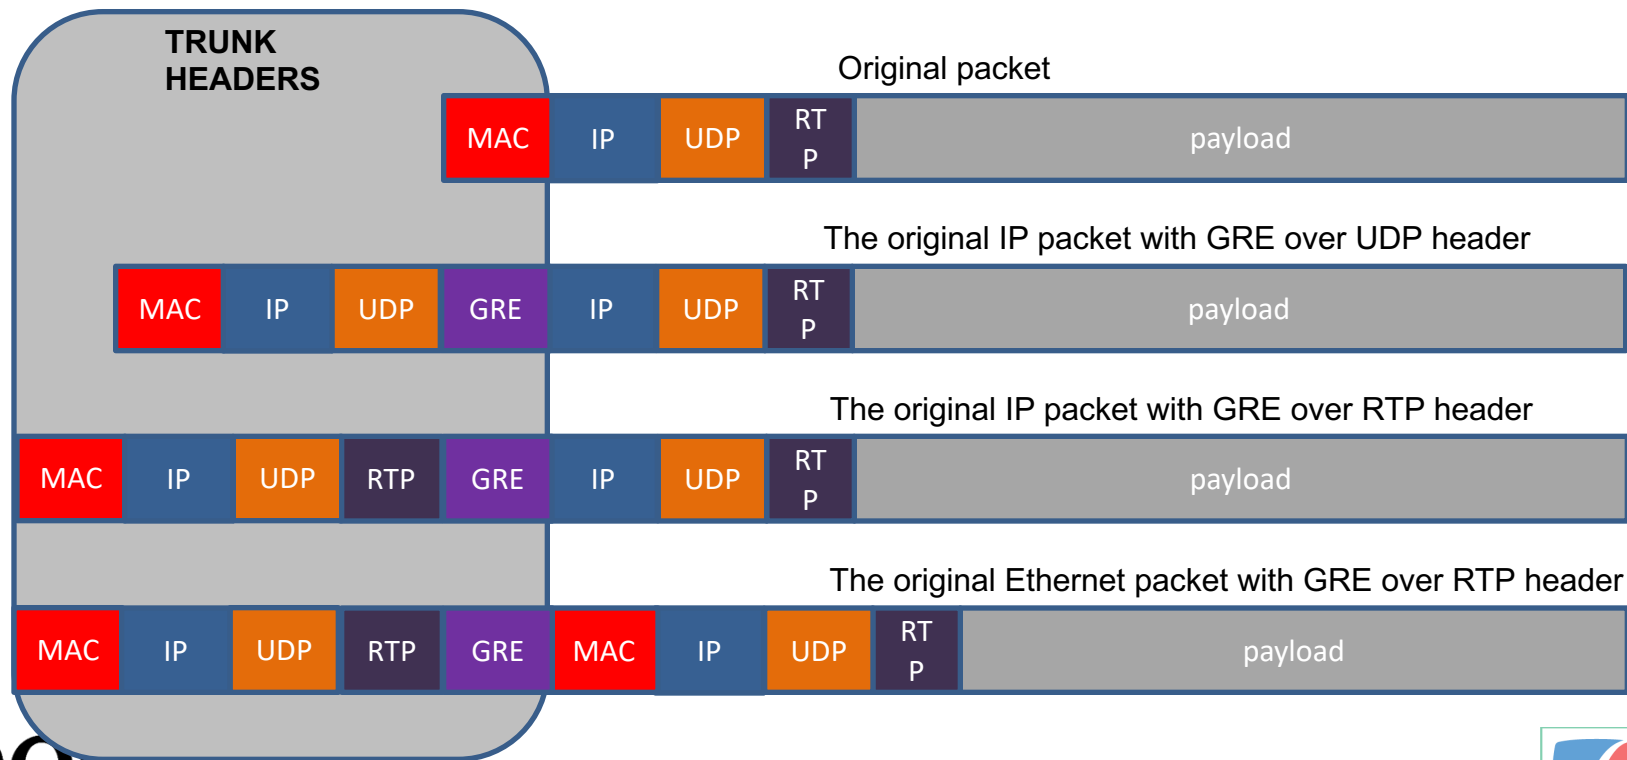 TRUNK
HEADERS
Original packet
MAC IP UDP RT
P payload
The original IP packet with GRE over UDP header
MAC IP UDP GRE IP UDP RT
P payload
The original IP packet with GRE over RTP header
MAC IP UDP RTP GRE IP UDP RT
P payload
The original Ethernet packet with GRE over RTP header
MAC IP UDP RTP GRE MAC IP UDP RT
P payload